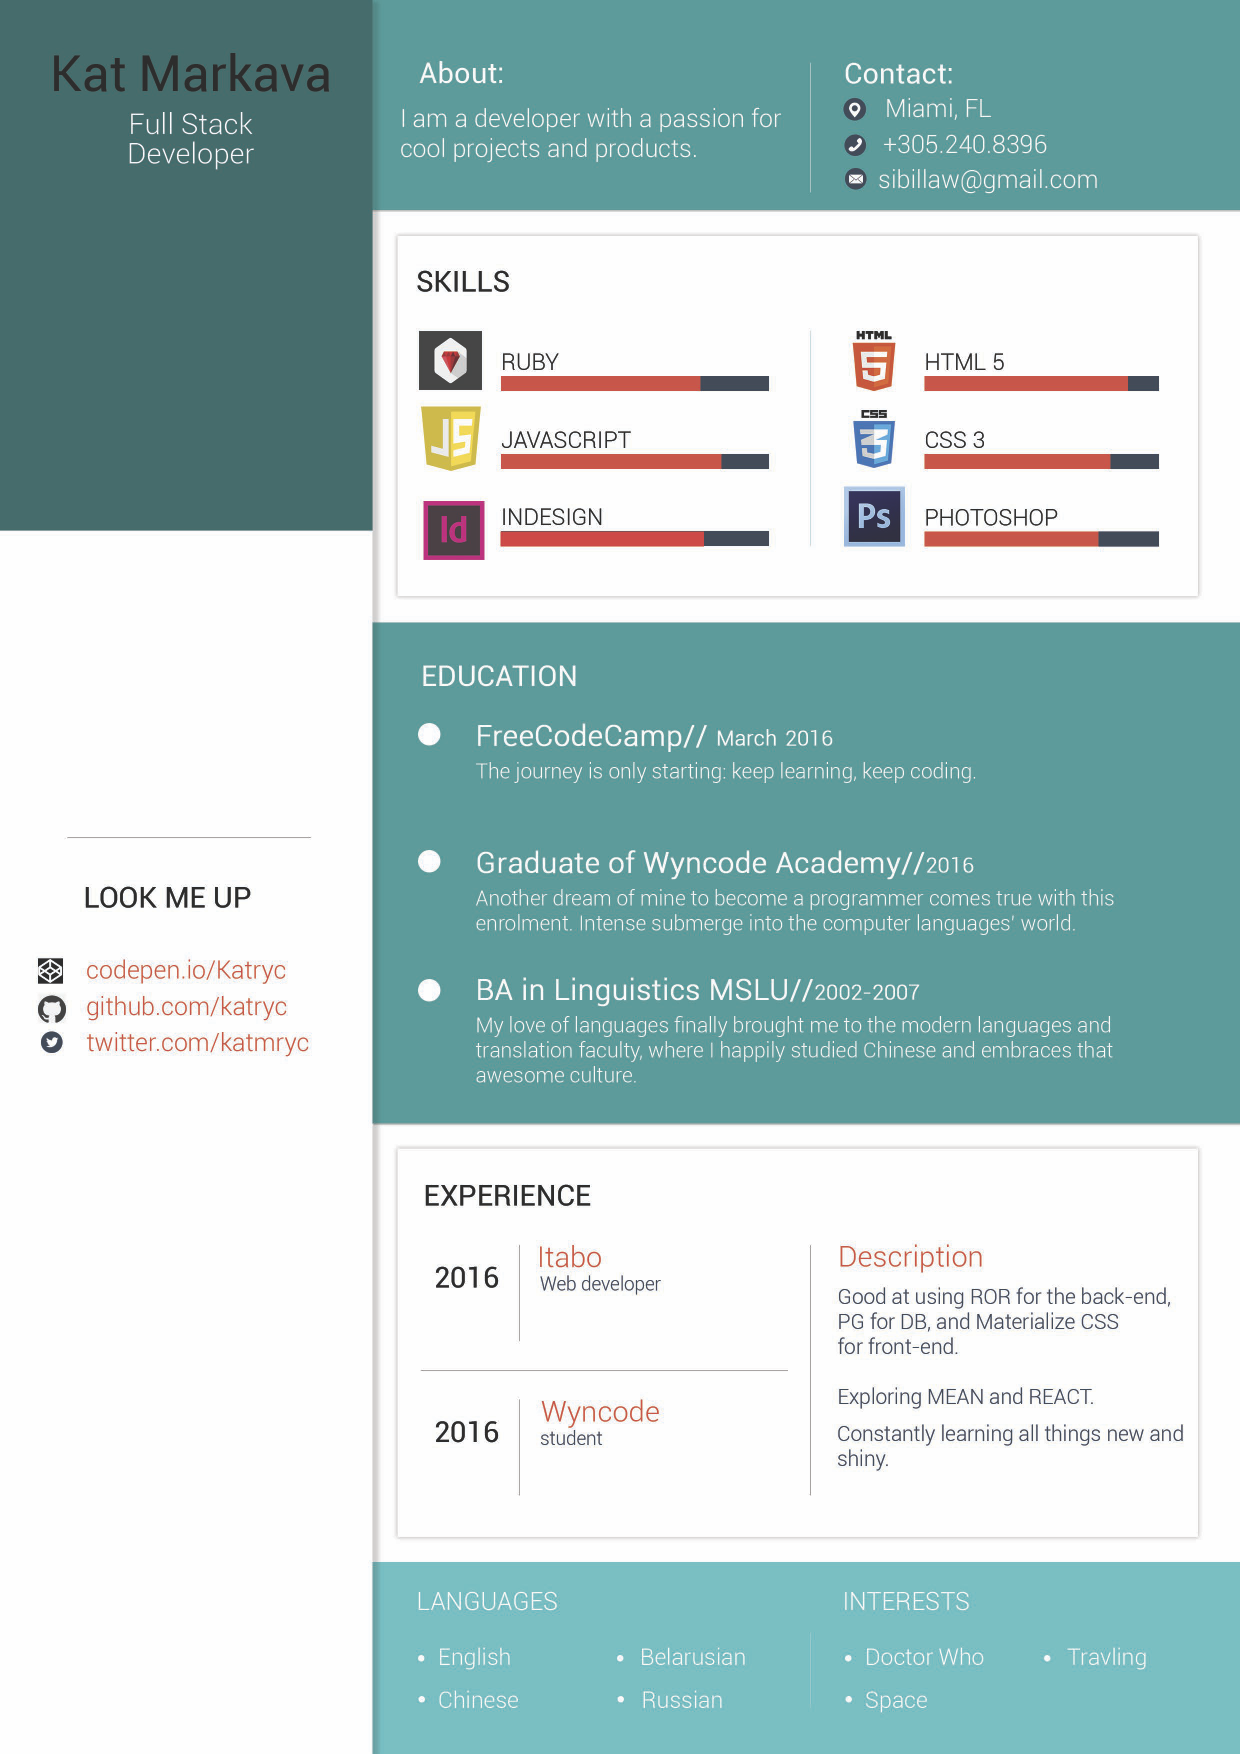 Kat Markava
Full Stack
Developer
About:
I am a developer with a passion for
cool projects and products.
Contact:
Miami, FL
+305.240.8396
sibillaw@gmail.com
SKILLS
RUBY
JS
JAVASCRIPT
Id
INDESIGN
HTML
5
HTML 5
CSS
3
CSS 3
Ps
PHOTOSHOP
EDUCATION
FreeCodeCamp// March 2016
The journey is only starting: keep learning, keep coding.
Graduate of Wyncode Academy//2016
Another dream of mine to become a programmer comes true with this
enrolment. Intense submerge into the computer languages' world.
BA in Linguistics MSLU//2002-2007
My love of languages finally brought me to the modern languages and
translation faculty, where I happily studied Chinese and embraces that
awesome culture.
LOOK ME UP
codepen.io/Katryc
github.com/katryc
twitter.com/katmryc
EXPERIENCE
2016
Itabo
Web developer
2016
Wyncode
student
Description
Good at using ROR for the back-end,
PG for DB, and Materialize CSS
for front-end.
Exploring MEAN and REACT.
Constantly learning all things new and
shiny.
LANGUAGES
English
Belarusian
Chinese
Russian
INTERESTS
Doctor Who
Travling
Space